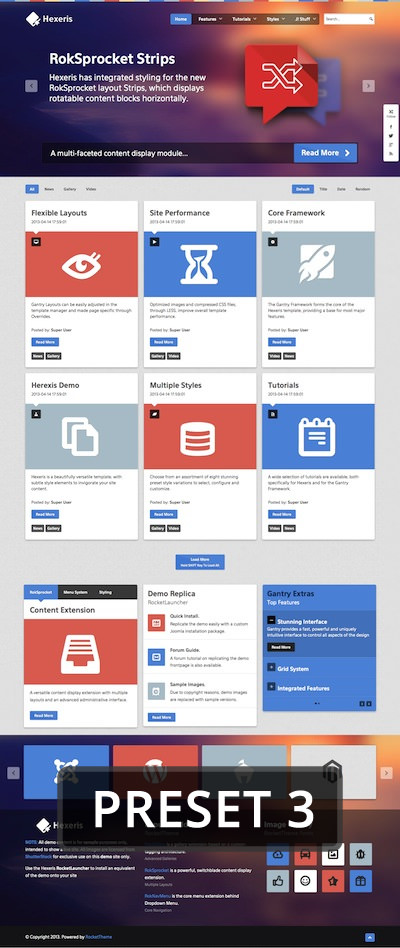 Hexeris
Home Features Tutorials Styles J! Stuff Search...
RokSprocket Strips
Hexeris has integrated styling for the new
RokSprocket layout Strips, which displays
rotatable content blocks horizontally.
A multi-faceted content display module...
Read More
All News Gallery Video
Default Title Date Random
Flexible Layouts
2013-04-14 17:59:01
Gantry Layouts can be easily adjusted in the
template manager and made page specific through
Overrides.
Posted by: Super User
Read More
News Gallery
Site Performance
2013-04-14 17:59:01
Optimized images and compressed CSS files,
through LESS, improve overall template
performance.
Posted by: Super User
Read More
Gallery Video
Core Framework
2013-04-14 17:59:01
The Gantry Framework forms the core of the
Hexeris template, providing a base for most major
features.
Posted by: Super User
Read More
Video News
Herexis Demo
2013-04-14 17:59:01
Hexeris is a beautifully versatile template, with
subtle style elements to invigorate your site
content.
Posted by: Super User
Read More
News Gallery
Multiple Styles
2013-04-14 17:59:01
Choose from an assortment of eight stunning
preset style variations to select, configure and
customize.
Posted by: Super User
Read More
Gallery Video
Tutorials
2013-04-14 17:59:01
A wide selection of tutorials are available, both
specifically for Hexeris and for the Gantry
Framework.
Posted by: Super User
Read More
Video News
Load More
Hold SHIFT Key To Load All
RokSprocket Menu System Styling
Content Extension
A versatile content display extension with multiple
layouts and an advanced administrative interface.
Read More
Demo Replica
RocketLauncher
Quick Install.
Replicate the demo easily with a custom
Joomla installation package.
Forum Guide.
A forum tutorial on replicating the demo
frontpage is also available.
Sample Images.
Due to copyright reasons, demo images
are replaced with sample versions.
Read More
Gantry Extras
Top Features
Stunning Interface
Gantry provides a fast, powerful and uniquely
intuitive interface to control all aspects of the design
Read More
Grid System
Integrated Features
PRESET 3
NOTE: All demo
intended to show
ShutterStock for exclusive use on this demo site only.
Use the Hexeris RocketLauncher to install an equivalent
of the demo onto your site
tagging architecture.
Advanced Galleries
RokSprocket is a powerful, switchblade content
display extension.
Multiple Layouts
RokNavMenu is the core menu extension behind
Dropdown Menu.
Core Navigation
Image
© Copyright 2013. Powered by RocketTheme